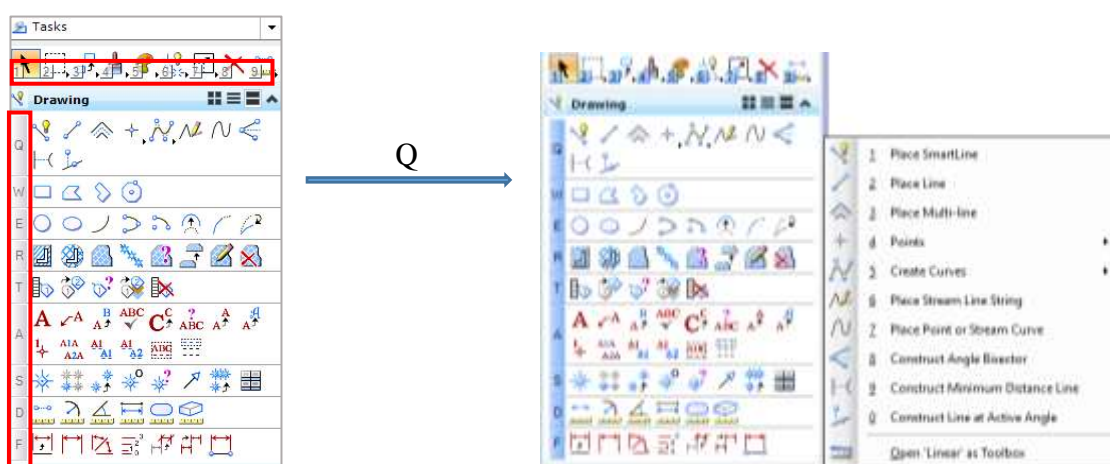 Tasks
1 2 3 4 5 6 7 8 9
Drawing
Q
W
E
R
T
A
S
D
F
Q
Drawing
1 Place SmartLine
2 Place Line
3 Place Multi-line
4 Points
5 Create Curves
6 Place Stream Line String
7 Place Point or Stream Curve
8 Construct Angle Bisector
9 Construct Minimum Distance Line
0 Construct Line at Active Angle
Open 'Linear' as Toolbox